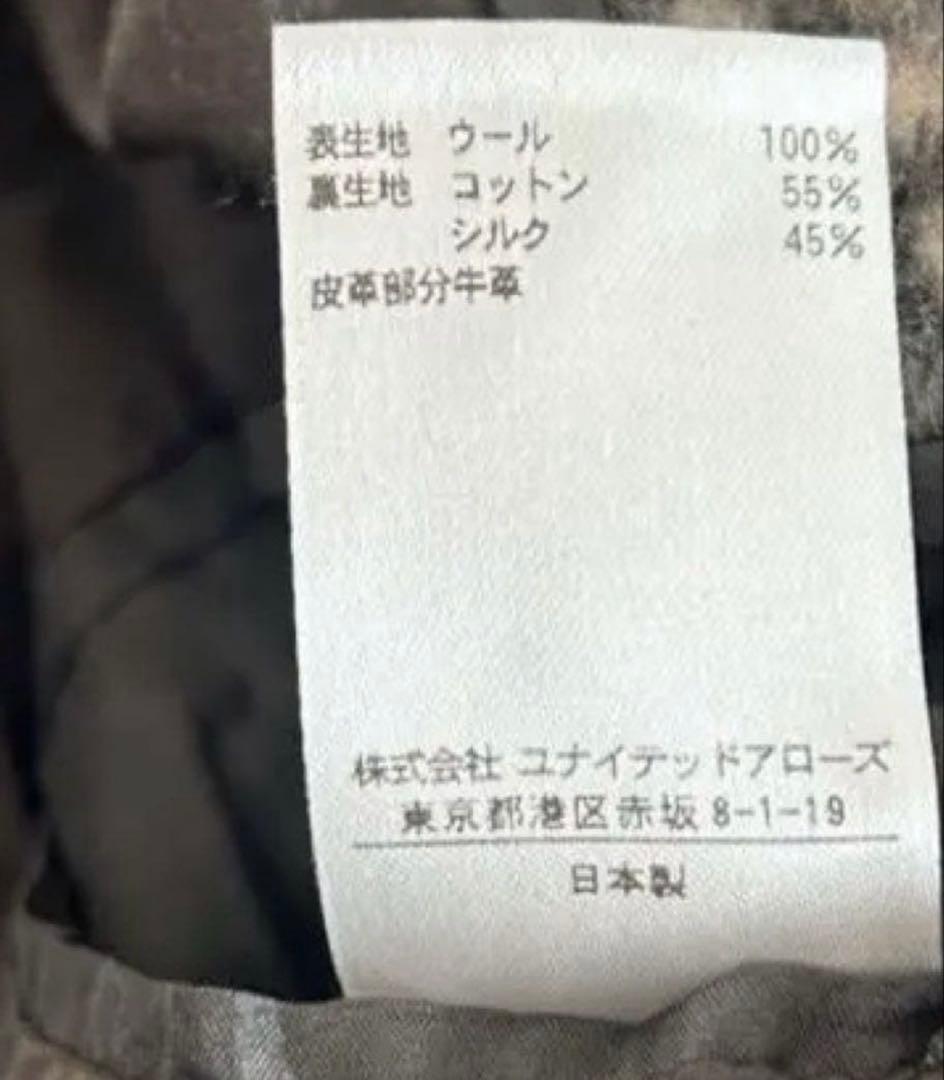 表生地 ウール 100%
裏生地 コットン 55%
シルク 45%
皮革部分牛革
株式会社 ユナイテッドアローズ
東京都港区赤坂 8-1-19
日本製